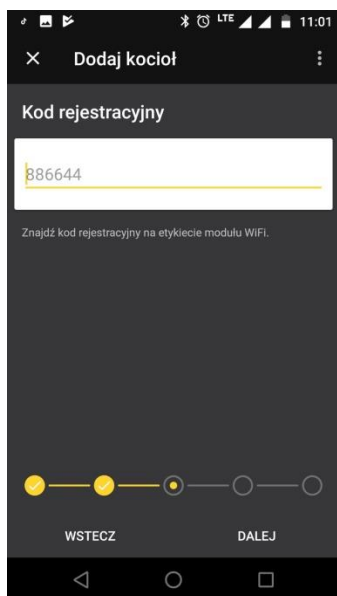 LTE 11:01
Dodaj kocioł
Kod rejestracyjny
886644
Znajdź kod rejestracyjny na etykiecie modułu WiFi.
WSTECZ DALEJ